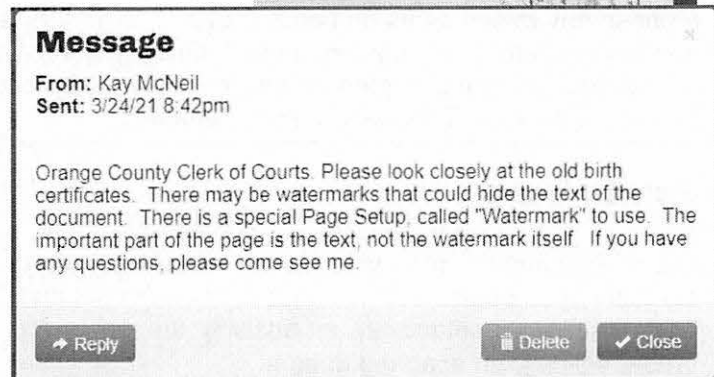 Message
From: Kay McNeil
Sent: 3/24/21 8:42pm
Orange County Clerk of Courts. Please look closely at the old birth
certificates. There may be watermarks that could hide the text of the
document. There is a special Page Setup, called "Watermark" to use. The
important part of the page is the text, not the watermark itself. If you have
any questions, please come see me.
Reply
Delete
Close